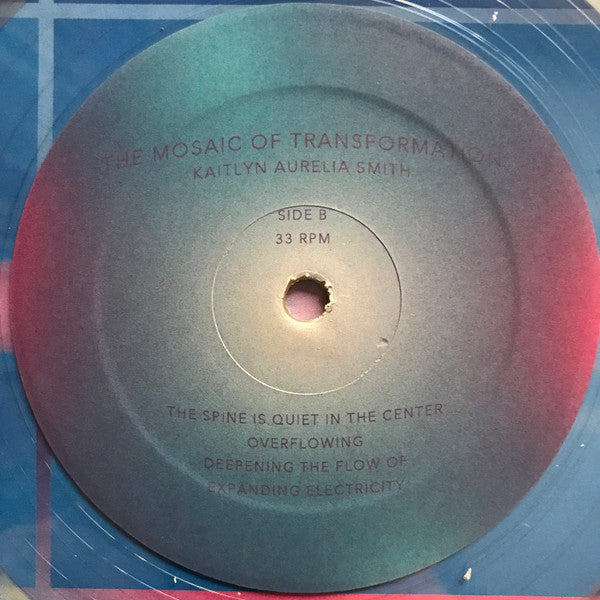 THE MOSAIC OF TRANSFORMATION
KAITLYN AURELIA SMITH
SIDE B
33 RPM
THE SPINE IS QUIET IN THE CENTER
OVERFLOWING
DEEPENING THE FLOW OF
EXPANDING ELECTRICITY